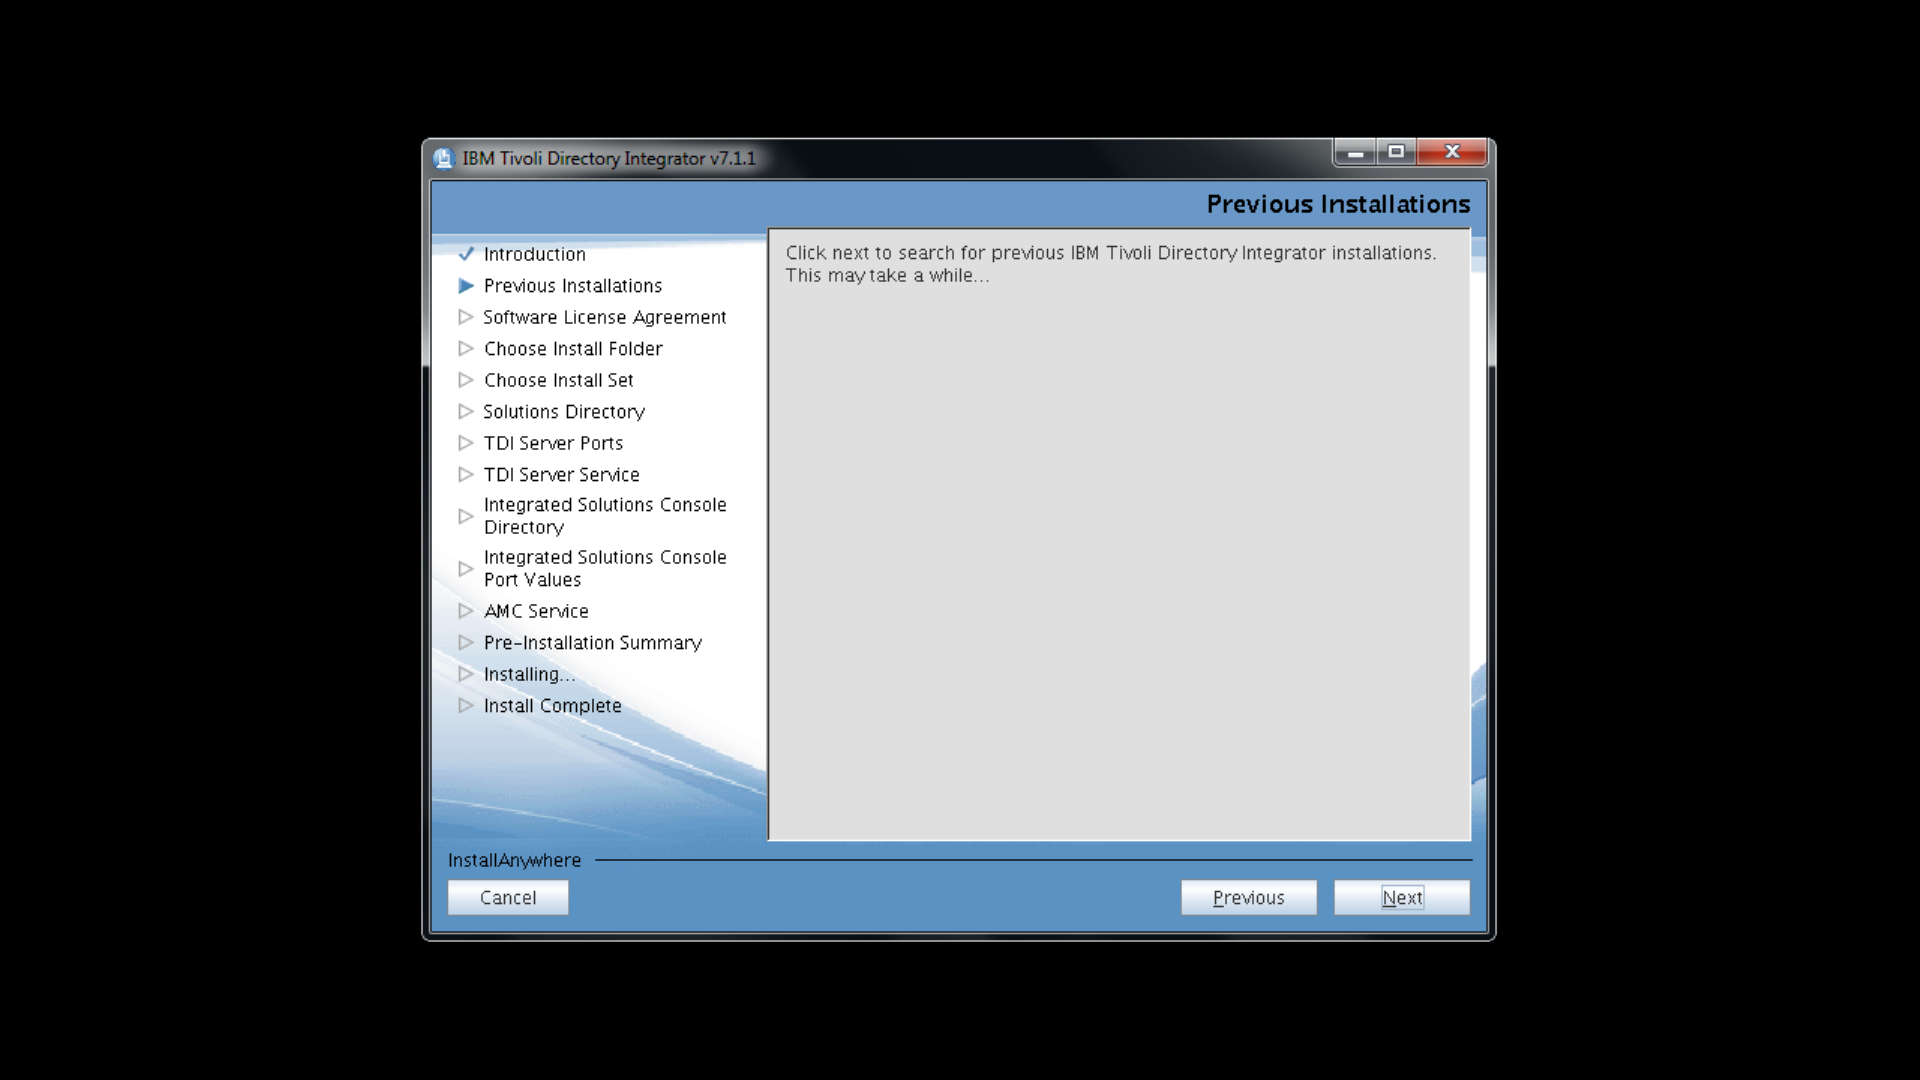 IBM Tivoli Directory Integrator v7.1.1
Previous Installations
Introduction
Previous Installations
Software License Agreement
Choose Install Folder
Choose Install Set
Solutions Directory
TDI Server Ports
TDI Server Service
Integrated Solutions Console
Directory
Integrated Solutions Console
Port Values
AMC Service
Pre-Installation Summary
Installing...
Install Complete
Click next to search for previous IBM Tivoli Directory Integrator installations.
This may take a while...
InstallAnywhere
Cancel
Previous
Next